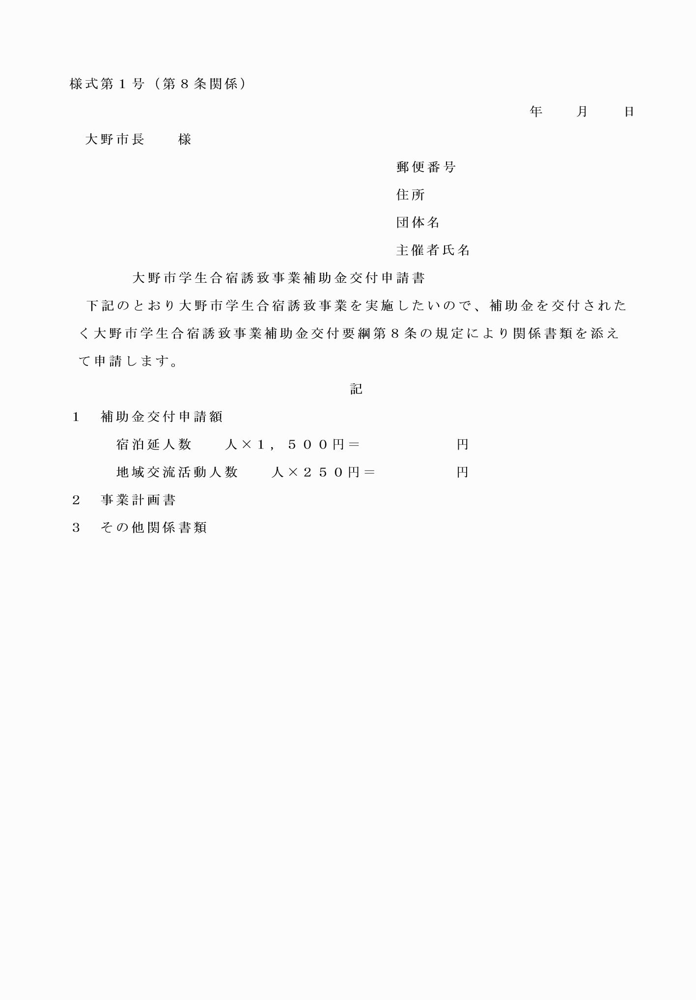 様式第１号（第８条関係）
年　　月　　日
大野市長　　様
郵便番号
住所
団体名
主催者氏名
大野市学生合宿誘致事業補助金交付申請書
下記のとおり大野市学生合宿誘致事業を実施したいので、補助金を交付された
く大野市学生合宿誘致事業補助金交付要綱第８条の規定により関係書類を添え
て申請します。
記
１　補助金交付申請額
宿泊延人数　　人×１，５００円＝　　　　　　円
地域交流活動人数　　人×２５０円＝　　　　　円
２　事業計画書
３　その他関係書類